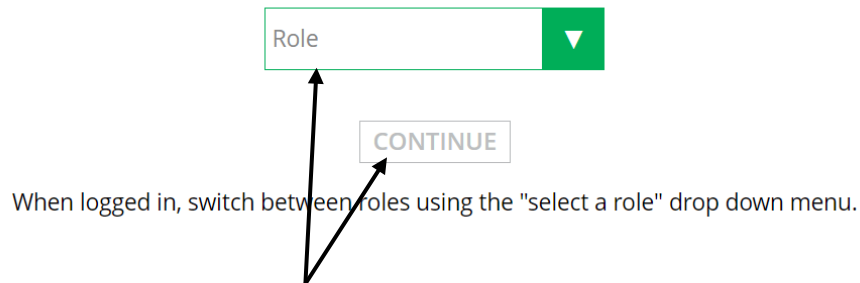 Role
CONTINUE
When logged in, switch between roles using the "select a role" drop down menu.